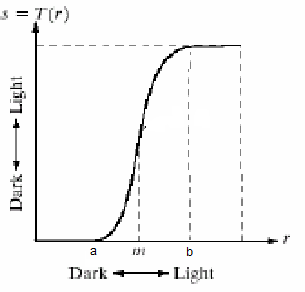 s = T(r)
Dark ↔ Light
a m b r
Dark ↔ Light